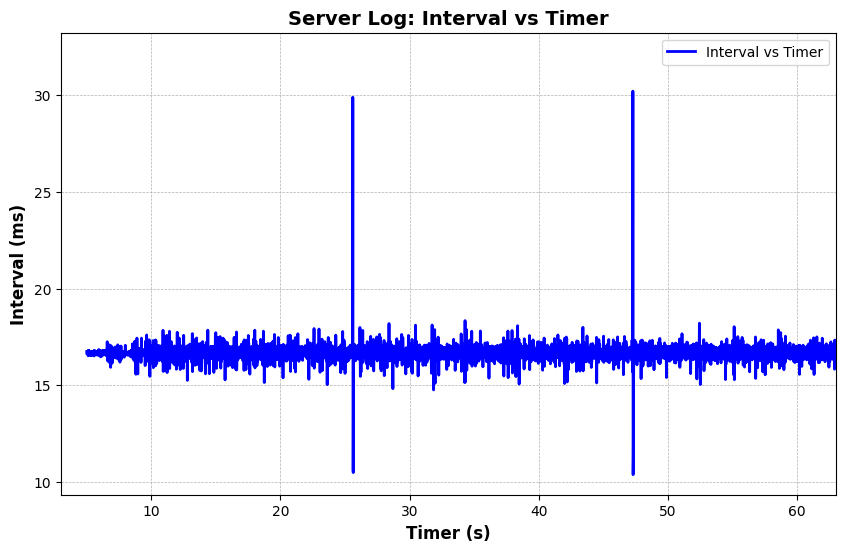 Server Log: Interval vs Timer
Interval vs Timer
30
25
20
15
10
Interval (ms)
10 20 30 40 50 60
Timer (s)